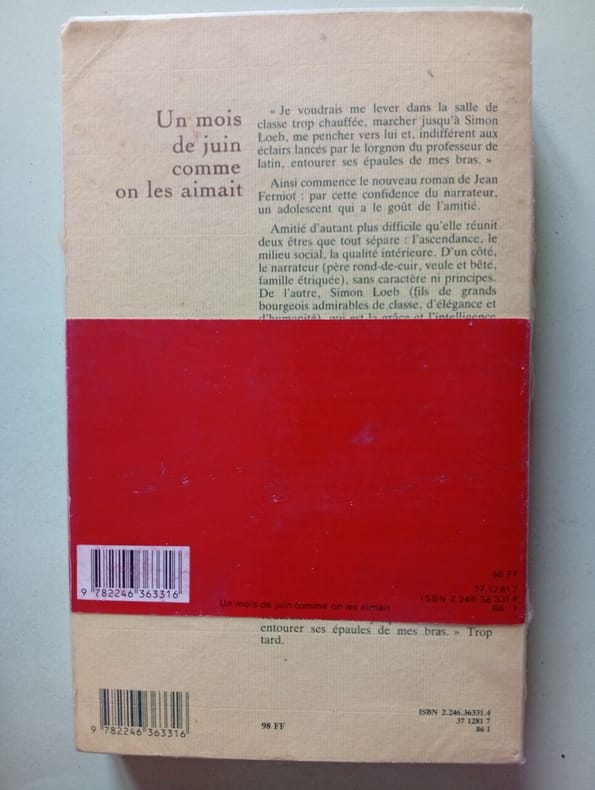 Un mois
de juin
comme
on les aimait
« Je voudrais me lever dans la salle de
classe trop chauffée, marcher jusqu'à Simon
Loeb, me pencher vers lui et, indifférent aux
éclairs lancés par le lorgnon du professeur de
latin, entourer ses épaules de mes bras. »
Ainsi commence le nouveau roman de Jean
Ferniot : par cette confidence du narrateur,
un adolescent qui a le goût de l'amitié.
Amitié d'autant plus difficile qu'elle réunit
deux êtres que tout sépare : l'ascendance, le
milieu social, la qualité intérieure. D'un côté,
le narrateur (père rond-de-cuir, veule et bête,
famille étriquée), sans caractère ni principes.
De l'autre, Simon Loeb (fils de grands
bourgeois admirables de classe, d'élégance et
d'humanité), qui est la grâce et l'intelligence
9 782246 363316
98 FF
37 1281 7
ISBN 2.246.36331.4
86 1
Un mois de juin comme on les aimait
entourer ses épaules de mes bras. » Trop
tard.
9 782246 363316
98 FF
ISBN 2.246.36331.4
37 1281 7
86 1